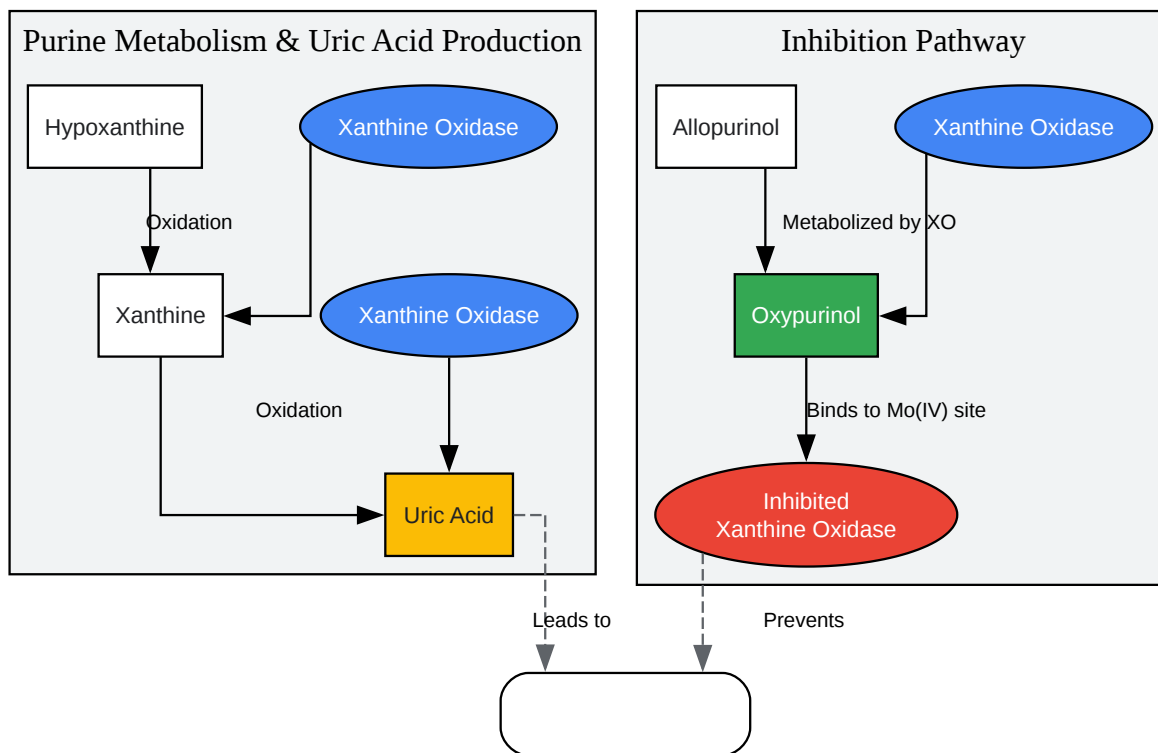 Purine Metabolism & Uric Acid Production
Hypoxanthine
Xanthine Oxidase
Oxidation
Xanthine
Xanthine Oxidase
Oxidation
Uric Acid
Inhibition Pathway
Allopurinol
Xanthine Oxidase
Metabolized by XO
Oxypurinol
Binds to Mo(IV) site
Inhibited
Xanthine Oxidase
Leads to
Prevents